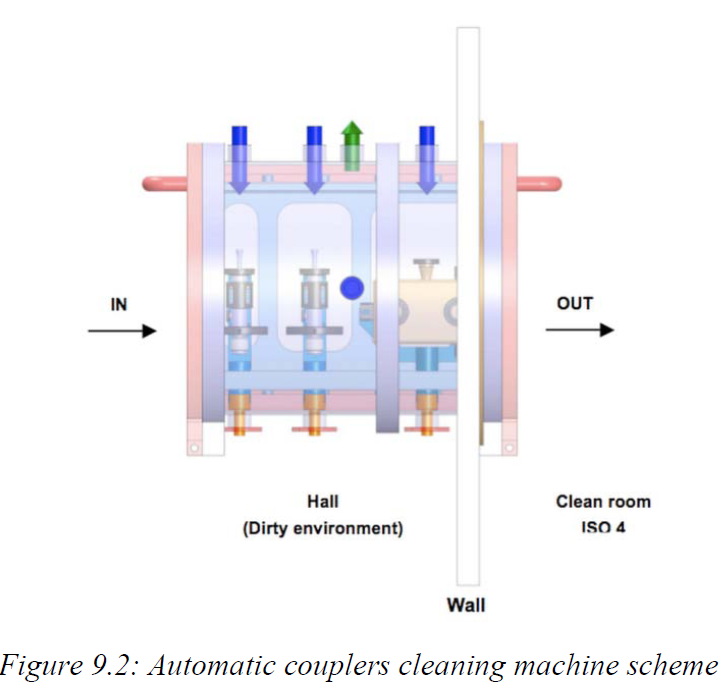 IN
OUT
Hall
(Dirty environment)
Clean room
ISO 4
Wall
Figure 9.2: Automatic couplers cleaning machine scheme